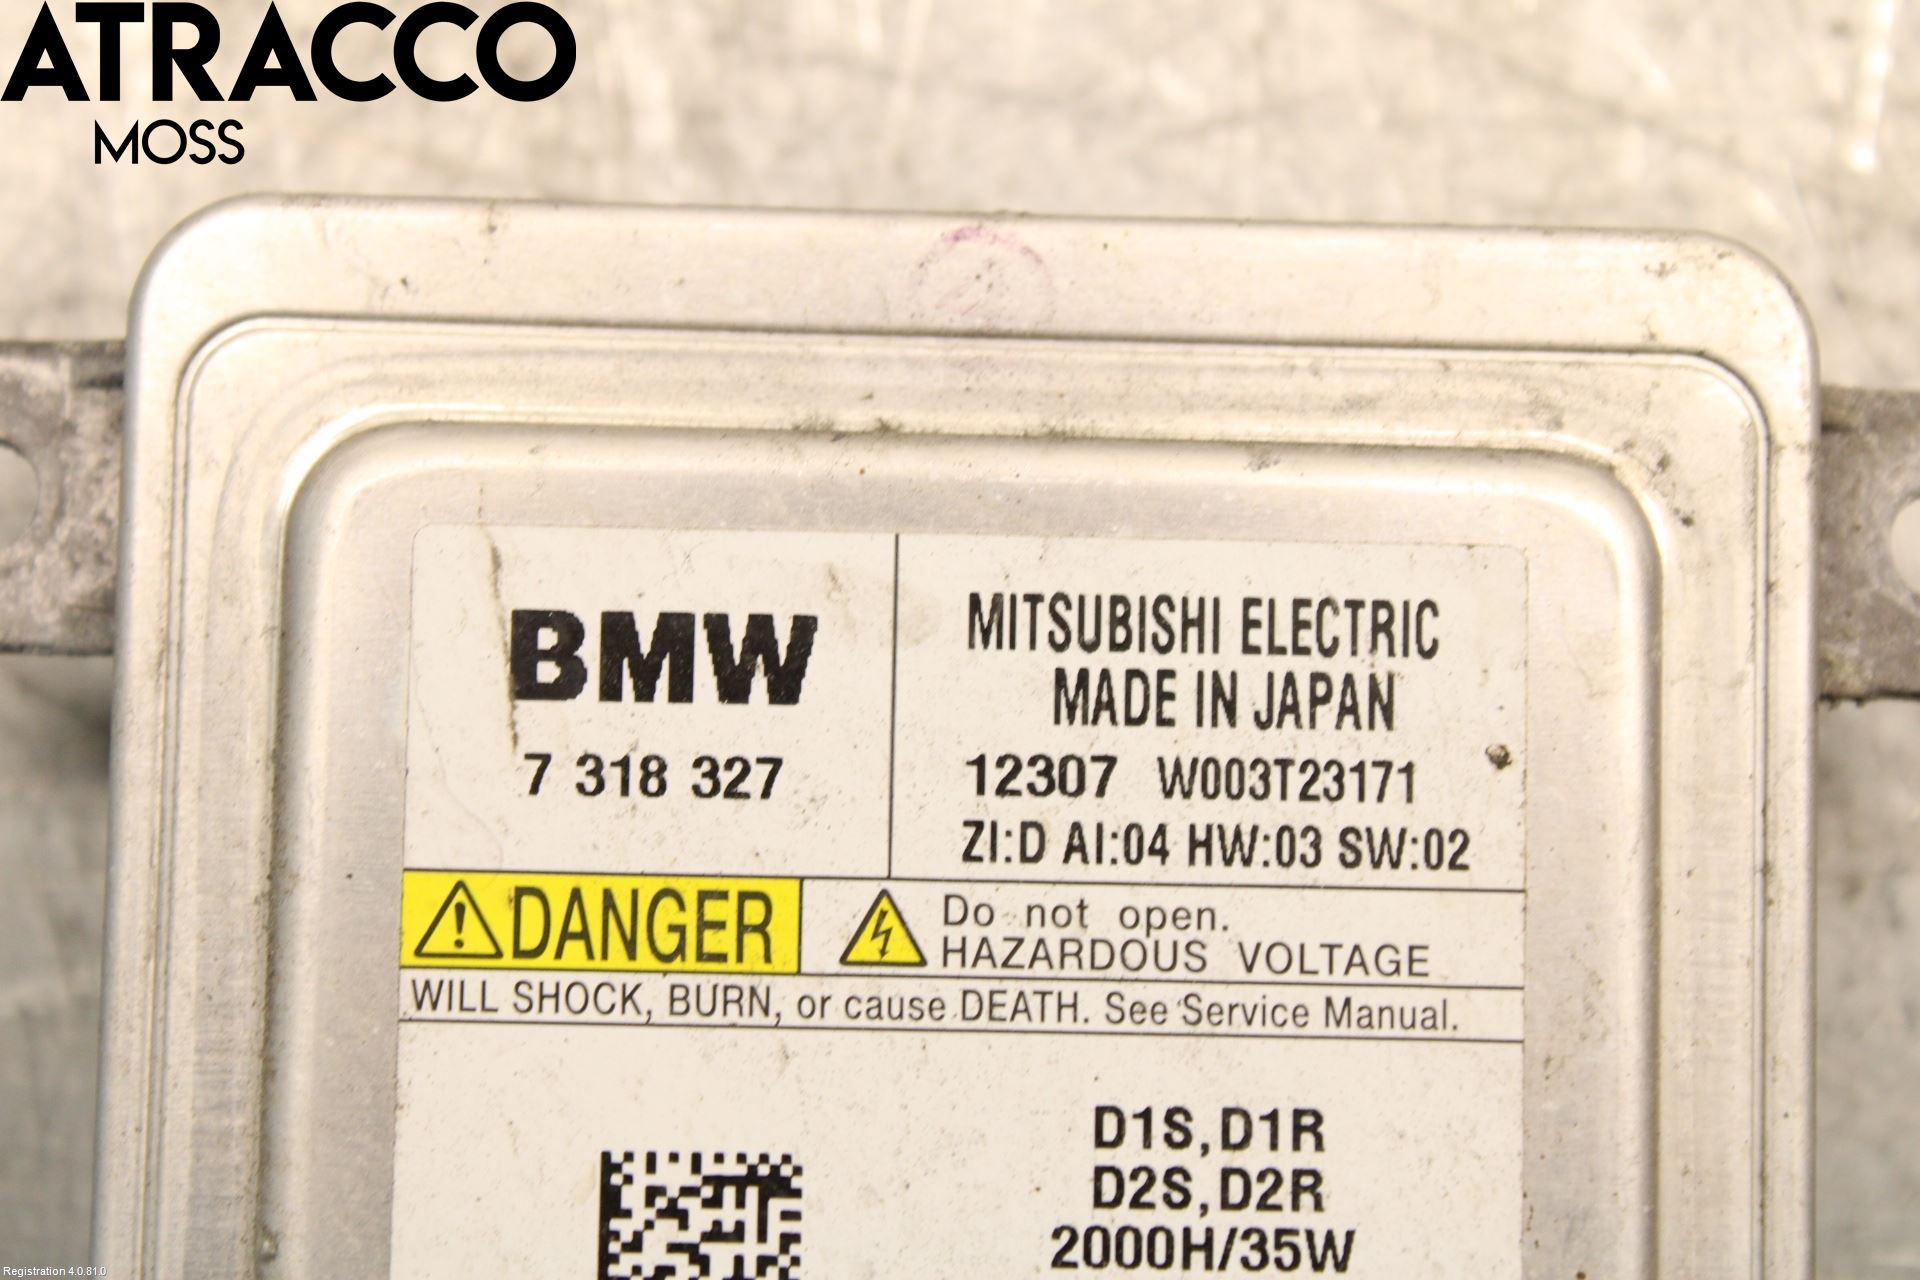 ATRACCO
MOSS
BMW
7 318 327
MITSUBISHI ELECTRIC
MADE IN JAPAN
12307 W003T23171
ZI:D AI:04 HW:03 SW:02
DANGER
Do not open.
HAZARDOUS VOLTAGE
WILL SHOCK, BURN, or cause DEATH. See Service Manual.
D1S,D1R
D2S,D2R
2000H/35W
Registration 4.0.81.0